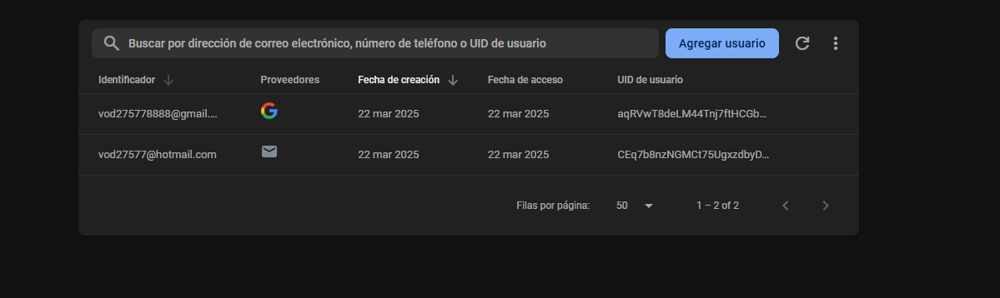 Buscar por dirección de correo electrónico, número de teléfono o UID de usuario Agregar usuario
Identificador Proveedores Fecha de creación Fecha de acceso UID de usuario
vod275778888@gmail.... 22 mar 2025 22 mar 2025 aqRVwT8deLM44Tnj7ftHCGb...
vod27577@hotmail.com 22 mar 2025 22 mar 2025 CEq7b8nzNGMCt75UgxzdbyD...
Filas por página: 50 1 – 2 of 2